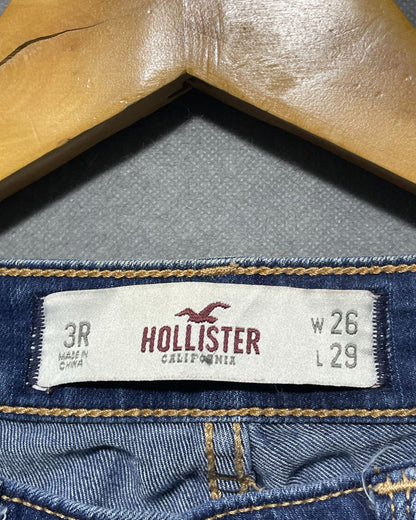 3R
MADE IN
CHINA
HOLLISTER
CALIFORNIA
W 26
L 29